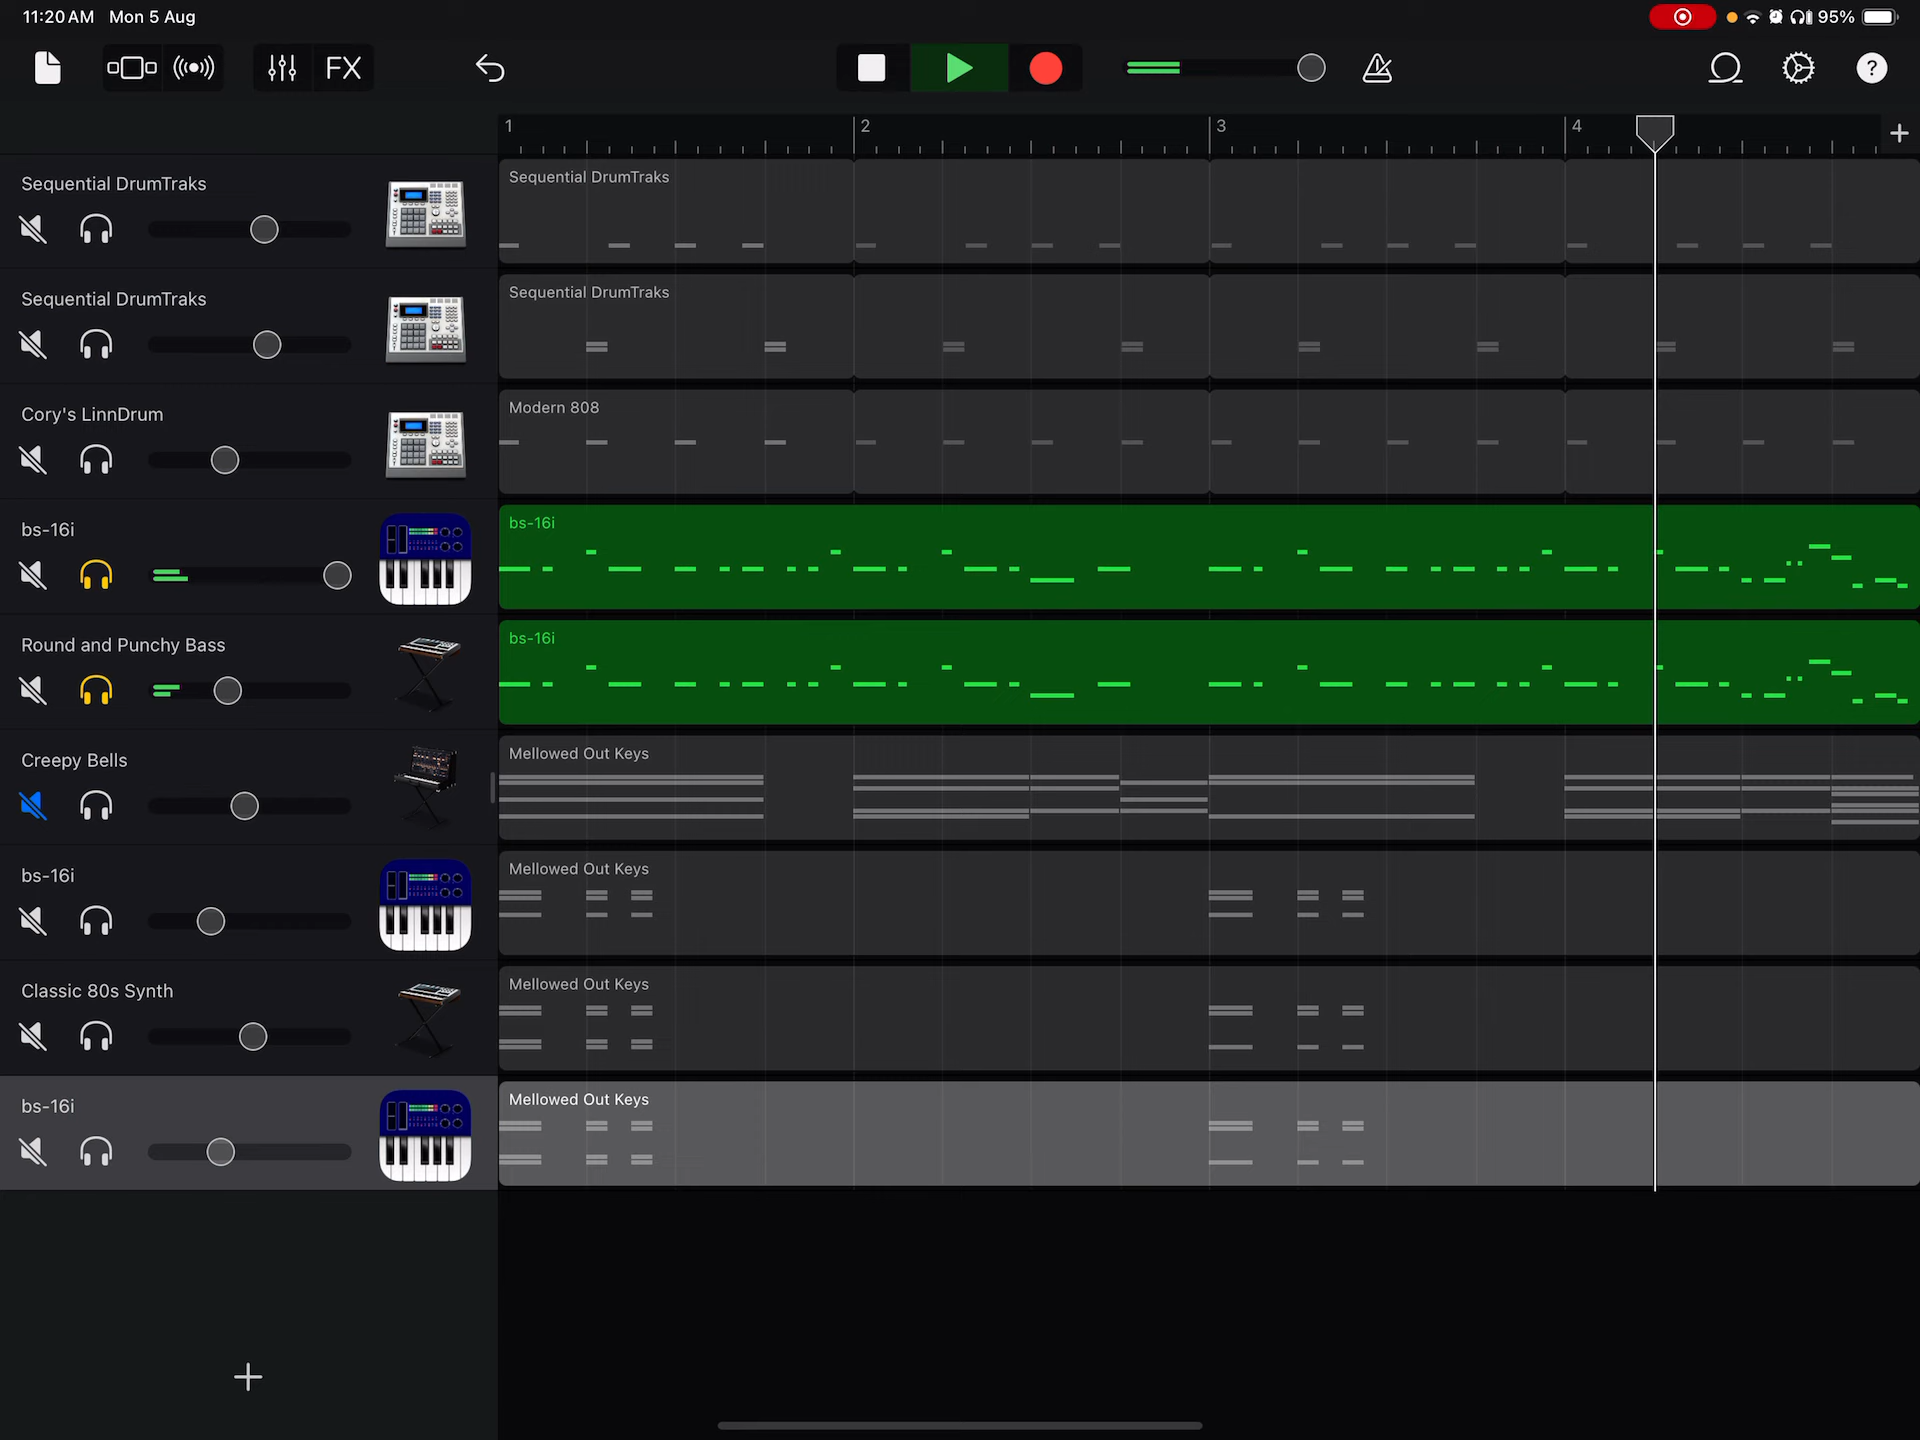 11:20 AM Mon 5 Aug
95%
FX
?
1 2 3 4
Sequential DrumTraks
Sequential DrumTraks
Sequential DrumTraks
Sequential DrumTraks
Cory's LinnDrum
Modern 808
bs-16i
bs-16i
Round and Punchy Bass
bs-16i
Creepy Bells
Mellowed Out Keys
bs-16i
Mellowed Out Keys
Classic 80s Synth
Mellowed Out Keys
bs-16i
Mellowed Out Keys